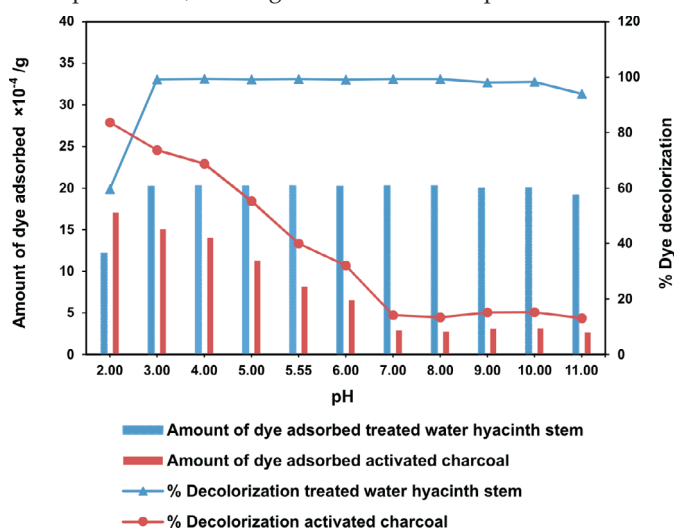 40 120
35 100
30
25 80
20 60
15 40
10
5 20
0 0
Amount of dye adsorbed ×10⁻⁴ /g
% Dye decolorization
2.00 3.00 4.00 5.00 5.55 6.00 7.00 8.00 9.00 10.00 11.00
pH
Amount of dye adsorbed treated water hyacinth stem
Amount of dye adsorbed activated charcoal
% Decolorization treated water hyacinth stem
% Decolorization activated charcoal